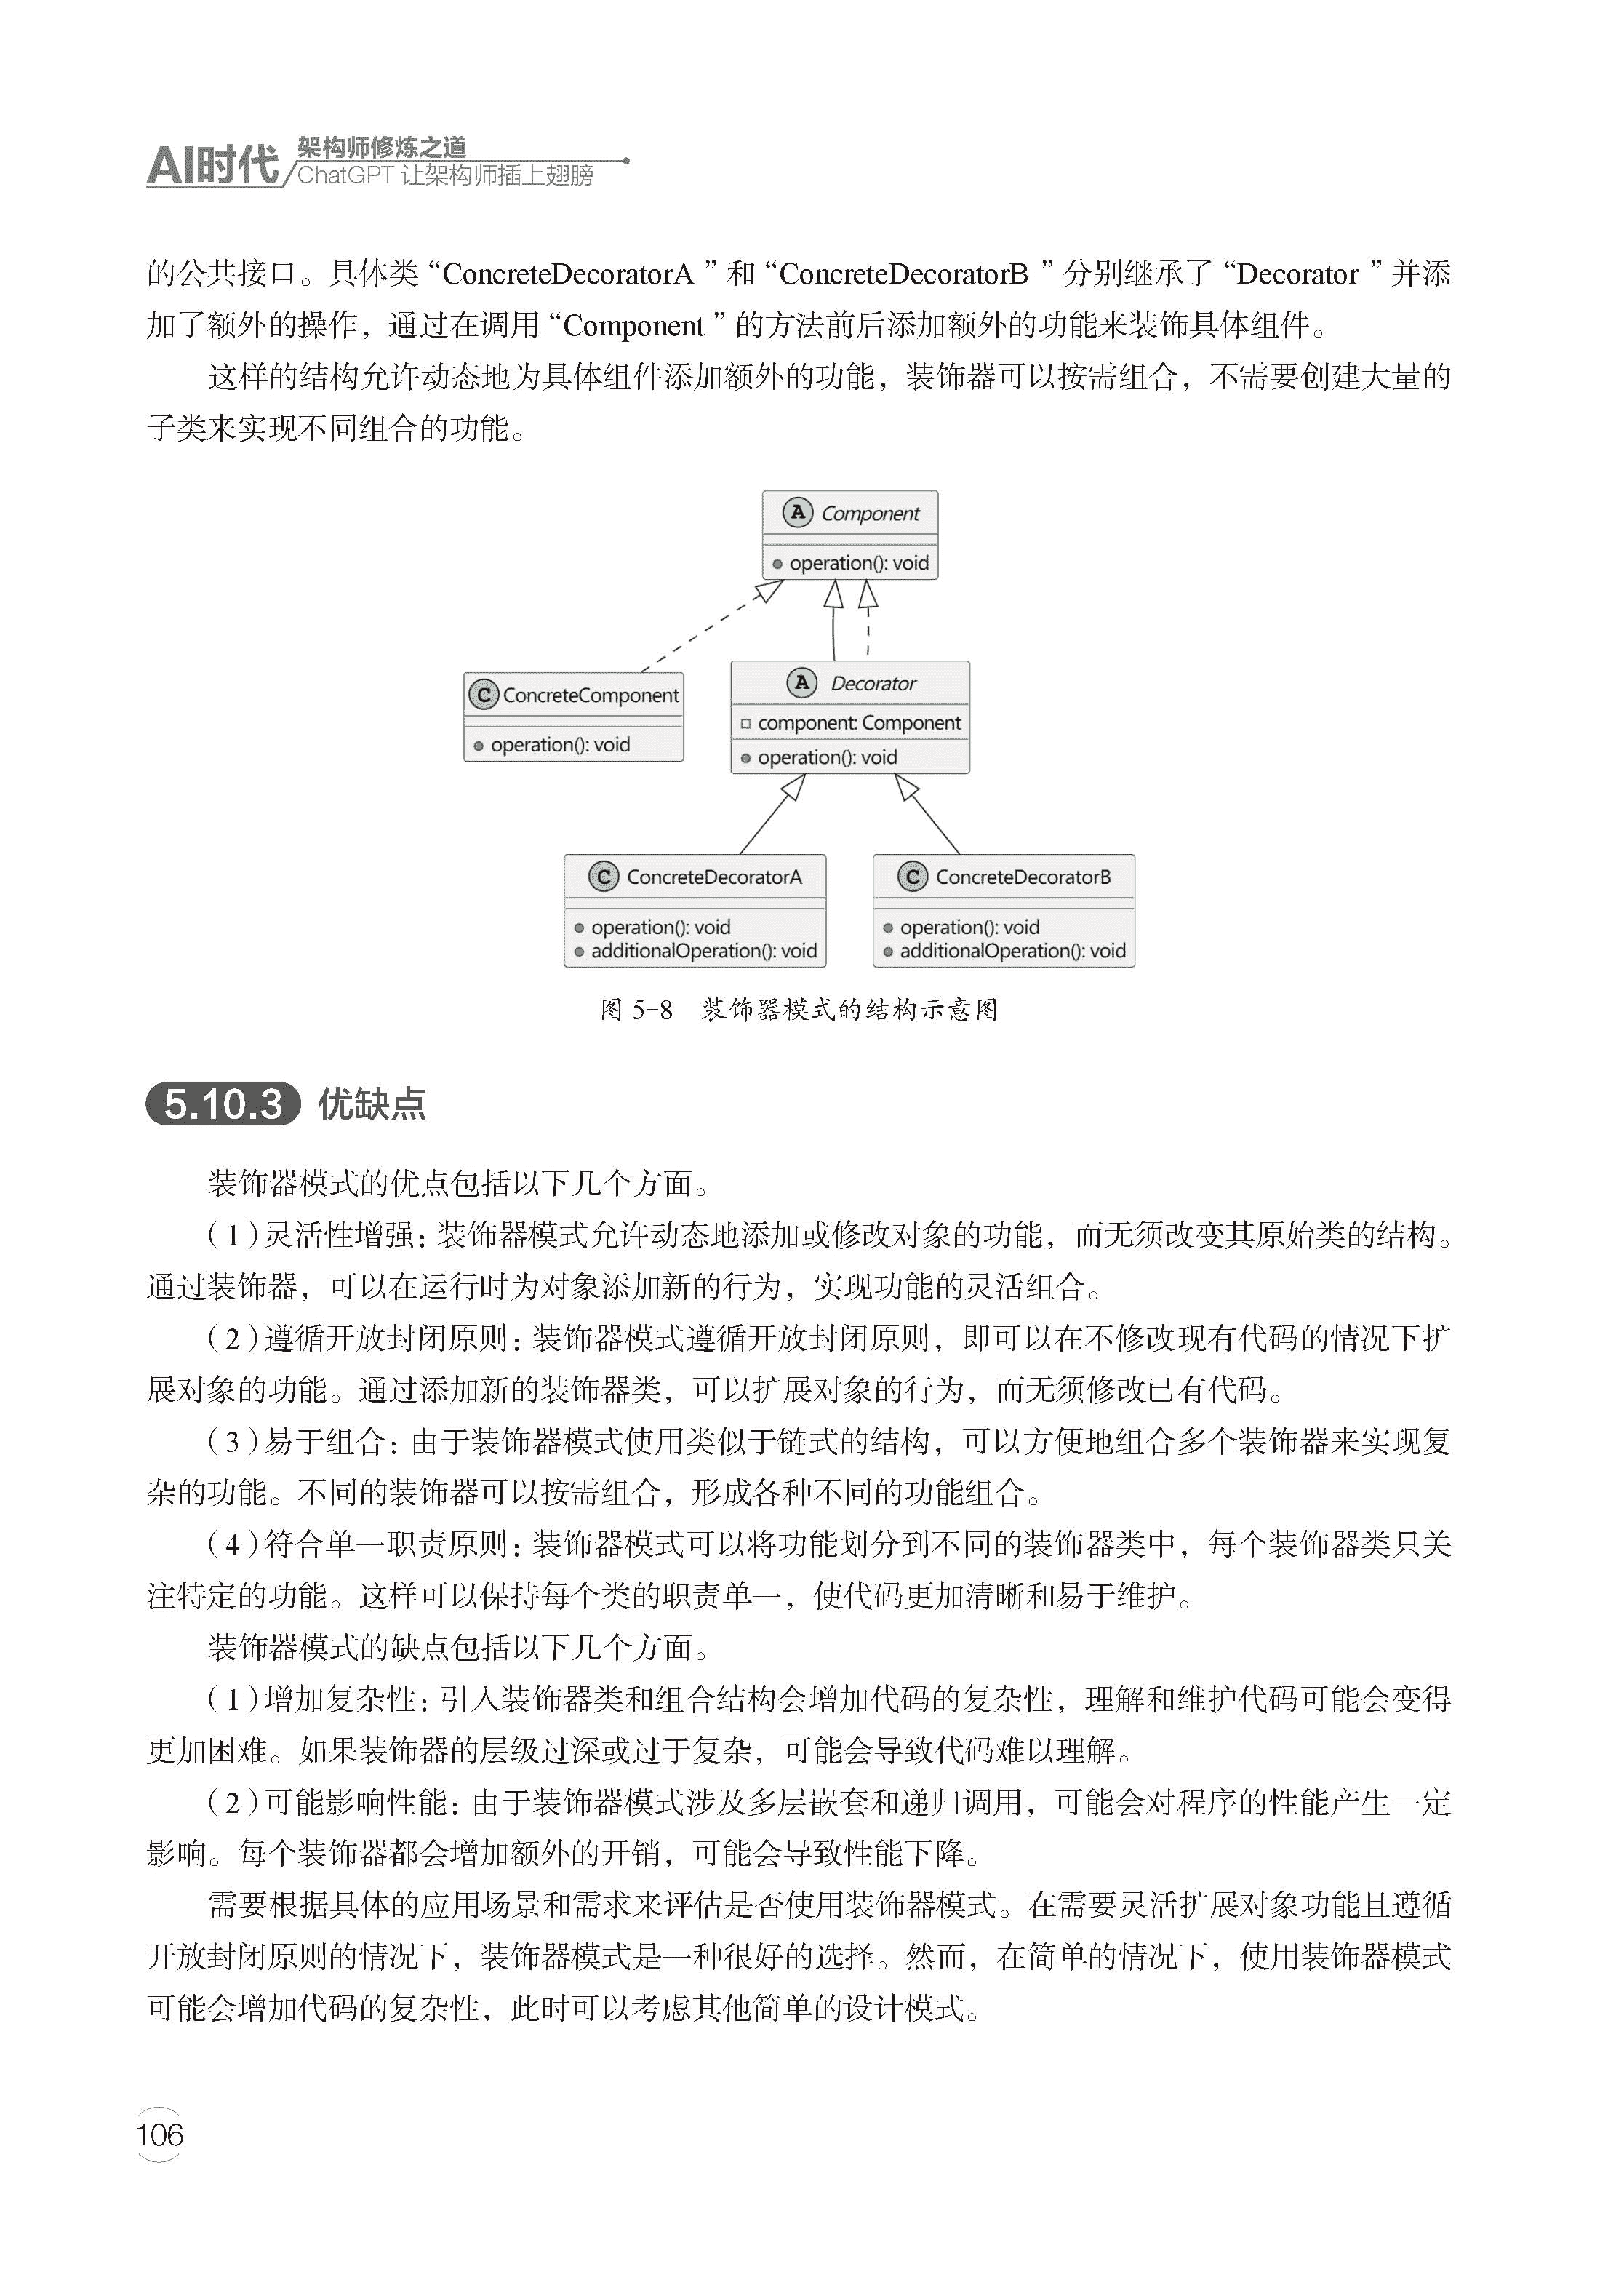 AI时代
架构师修炼之道
ChatGPT 让架构师插上翅膀
的公共接口。具体类“ConcreteDecoratorA”和“ConcreteDecoratorB”分别继承了“Decorator”并添
加了额外的操作，通过在调用“Component”的方法前后添加额外的功能来装饰具体组件。
这样的结构允许动态地为具体组件添加额外的功能，装饰器可以按需组合，不需要创建大量的
子类来实现不同组合的功能。
A Component
operation(): void
C ConcreteComponent
operation(): void
A Decorator
component: Component
operation(): void
C ConcreteDecoratorA
operation(): void
additionalOperation(): void
C ConcreteDecoratorB
operation(): void
additionalOperation(): void
图 5-8 装饰器模式的结构示意图
5.10.3 优缺点
装饰器模式的优点包括以下几个方面。
（1）灵活性增强：装饰器模式允许动态地添加或修改对象的功能，而无须改变其原始类的结构。
通过装饰器，可以在运行时为对象添加新的行为，实现功能的灵活组合。
（2）遵循开放封闭原则：装饰器模式遵循开放封闭原则，即可以在不修改现有代码的情况下扩
展对象的功能。通过添加新的装饰器类，可以扩展对象的行为，而无须修改已有代码。
（3）易于组合：由于装饰器模式使用类似于链式的结构，可以方便地组合多个装饰器来实现复
杂的功能。不同的装饰器可以按需组合，形成各种不同的功能组合。
（4）符合单一职责原则：装饰器模式可以将功能划分到不同的装饰器类中，每个装饰器类只关
注特定的功能。这样可以保持每个类的职责单一，使代码更加清晰和易于维护。
装饰器模式的缺点包括以下几个方面。
（1）增加复杂性：引入装饰器类和组合结构会增加代码的复杂性，理解和维护代码可能会变得
更加困难。如果装饰器的层级过深或过于复杂，可能会导致代码难以理解。
（2）可能影响性能：由于装饰器模式涉及多层嵌套和递归调用，可能会对程序的性能产生一定
影响。每个装饰器都会增加额外的开销，可能会导致性能下降。
需要根据具体的应用场景和需求来评估是否使用装饰器模式。在需要灵活扩展对象功能且遵循
开放封闭原则的情况下，装饰器模式是一种很好的选择。然而，在简单的情况下，使用装饰器模式
可能会增加代码的复杂性，此时可以考虑其他简单的设计模式。
106